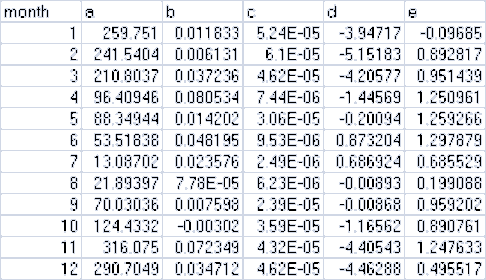 month a b c d e
1 259.751 0.011833 5.24E-05 -3.94717 -0.09685
2 241.5404 0.006131 6.1E-05 -5.15183 0.892817
3 210.8037 0.037236 4.62E-05 -4.20577 0.951439
4 96.40946 0.080534 7.44E-06 -1.44569 1.250961
5 88.34944 0.014202 3.06E-05 -0.20094 1.259266
6 53.51838 0.048195 9.53E-06 0.873204 1.297879
7 13.08702 0.023576 2.49E-06 0.686924 0.685529
8 21.89397 7.78E-05 6.23E-06 -0.00893 0.199088
9 70.03036 0.007598 2.39E-05 -0.00868 0.959202
10 124.4332 -0.00302 3.59E-05 -1.16562 0.890761
11 316.075 0.072349 4.32E-05 -4.40543 1.247633
12 290.7049 0.034712 4.62E-05 -4.46288 0.495517